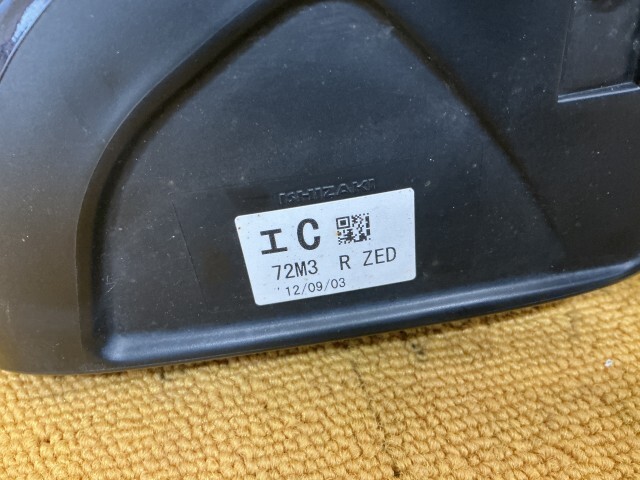 ISHIZAKI
エC
72M3 R ZED
'12/09/03